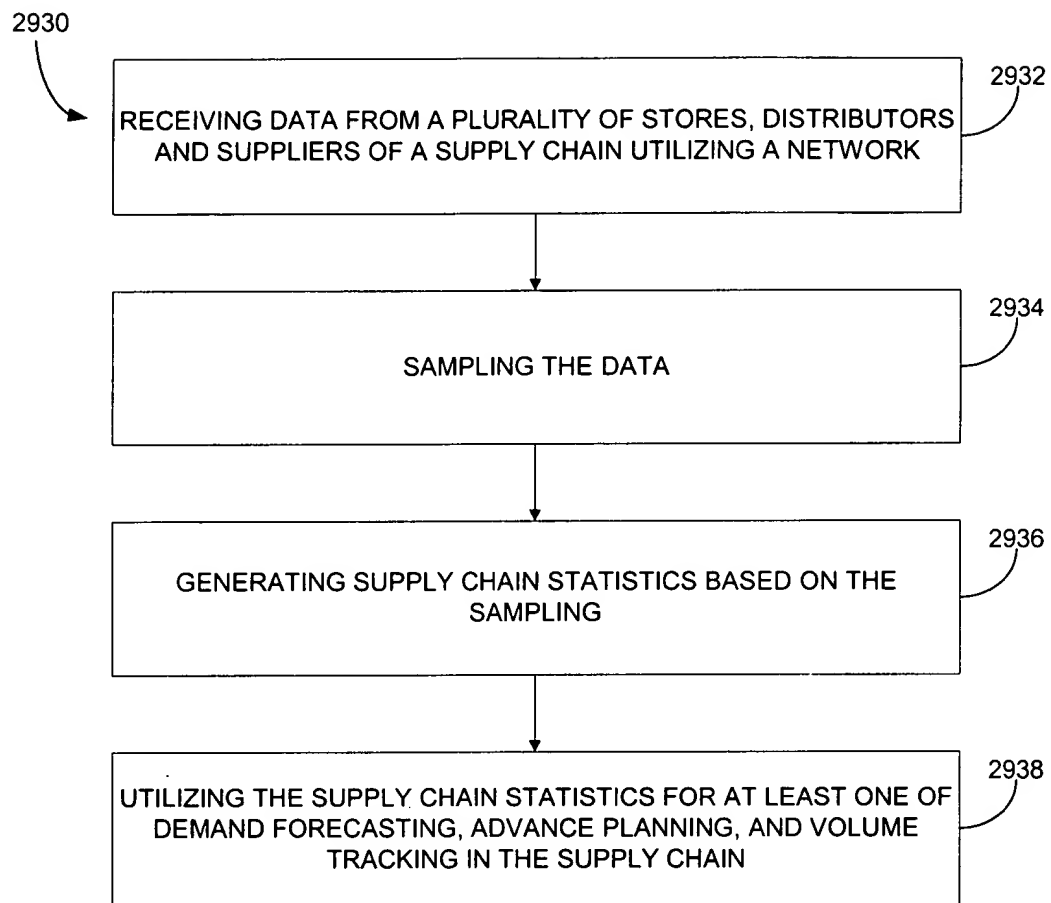 2930
2932
RECEIVING DATA FROM A PLURALITY OF STORES, DISTRIBUTORS
AND SUPPLIERS OF A SUPPLY CHAIN UTILIZING A NETWORK
2934
SAMPLING THE DATA
2936
GENERATING SUPPLY CHAIN STATISTICS BASED ON THE
SAMPLING
2938
UTILIZING THE SUPPLY CHAIN STATISTICS FOR AT LEAST ONE OF
DEMAND FORECASTING, ADVANCE PLANNING, AND VOLUME
TRACKING IN THE SUPPLY CHAIN